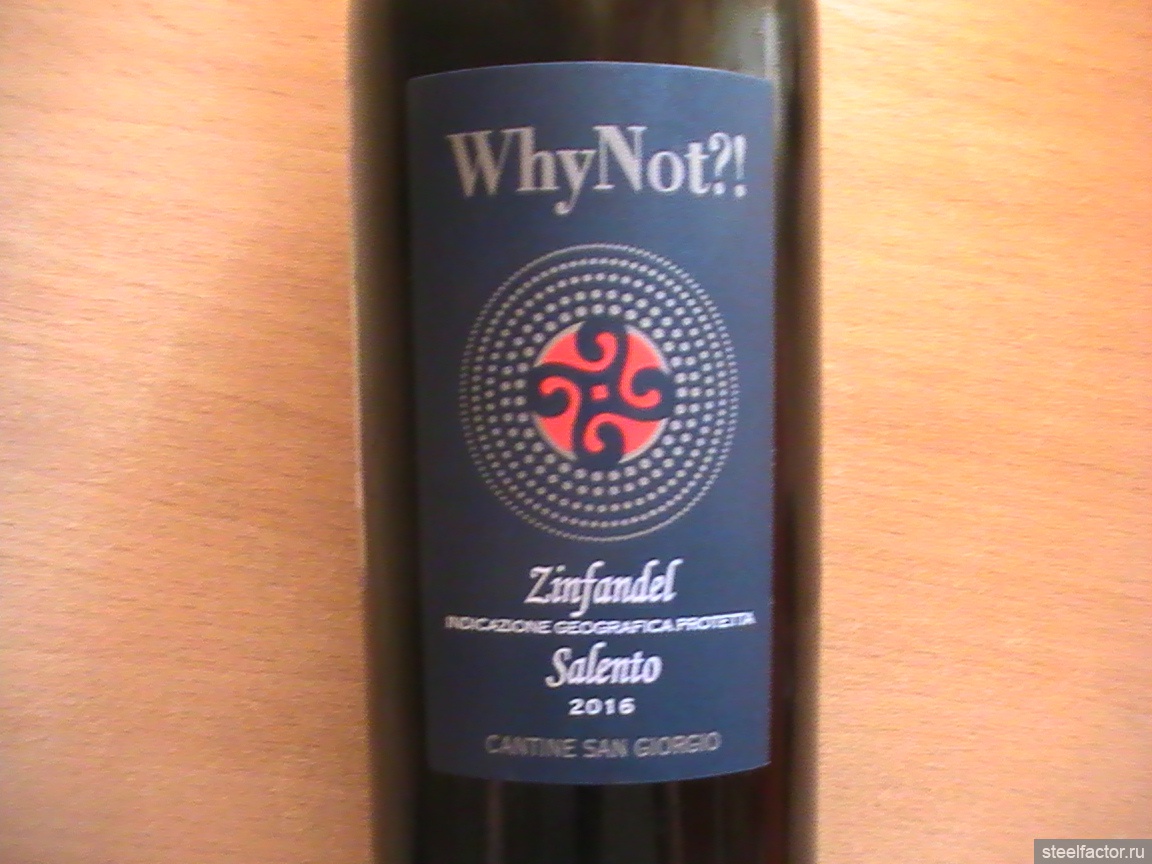 WhyNot?!
Zinfandel
INDICAZIONE GEOGRAFICA PROTETTA
Salento
2016
CANTINE SAN GIORGIO
steelfactor.ru